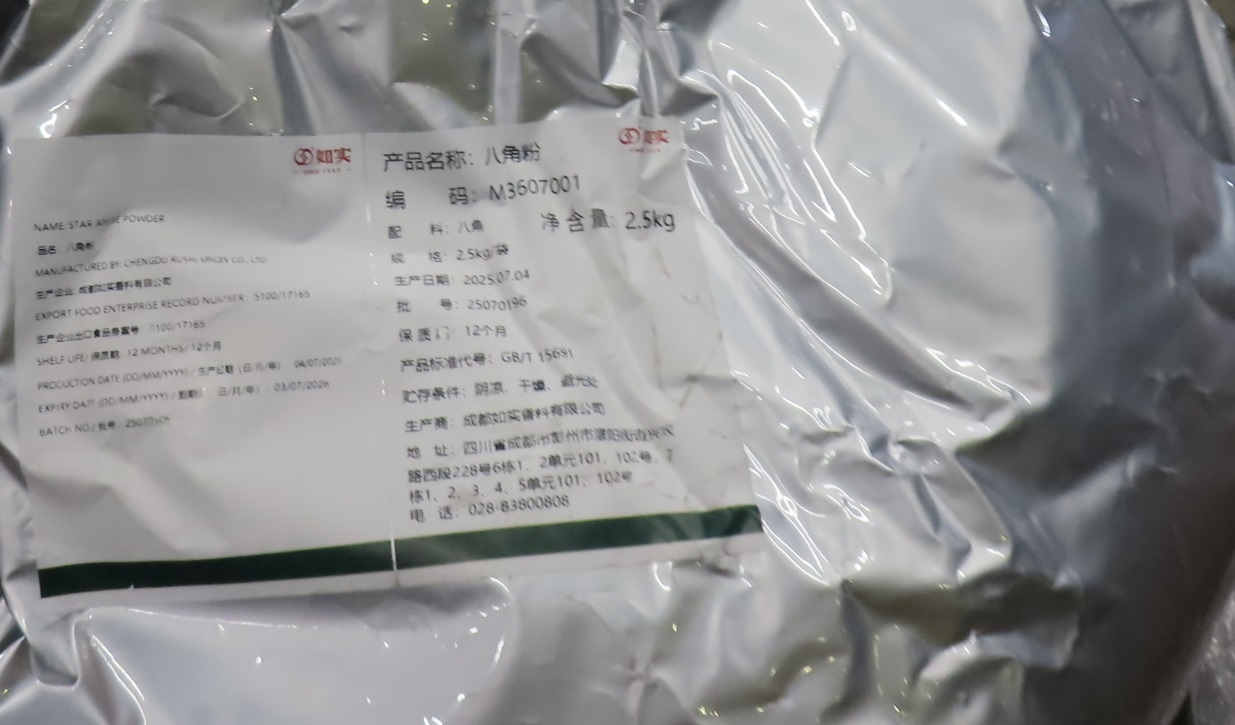 如实
NAME: STAR ANISE POWDER
品名：八角粉
MANUFACTURED BY: CHENGDU RUSHI SPICES CO., LTD.
生产企业: 成都如实香料有限公司
EXPORT FOOD ENTERPRISE RECORD NUMBER: 5100/17165
生产企业出口食品备案号 5100/17165
SHELF LIFE/ 保质期: 12 MONTHS/ 12个月
PRODUCTION DATE (DD/MM/YYYY) / 生产日期 (日/月/年) 04/07/2025
EXPIRY DATE (DD/MM/YYYY) / 到期 日/月/年) : 03/07/2026
BATCH NO./ 批号:
如实
产品名称：八角粉
编 码：M3607001
配 料：八角 净含量：2.5kg
规 格：2.5kg/袋
生产日期：2025.07.04
批 号：25070196
保质期：12个月
产品标准代号：GB/T 15691
贮存条件：阴凉、干燥、避光处
生产商：成都如实香料有限公司
地 址：四川省成都市彭州市濛阳街道兴
路西段228号6栋1、2单元101、102号、7
栋1、2、3、4、5单元101、102号
电 话：028-83800808